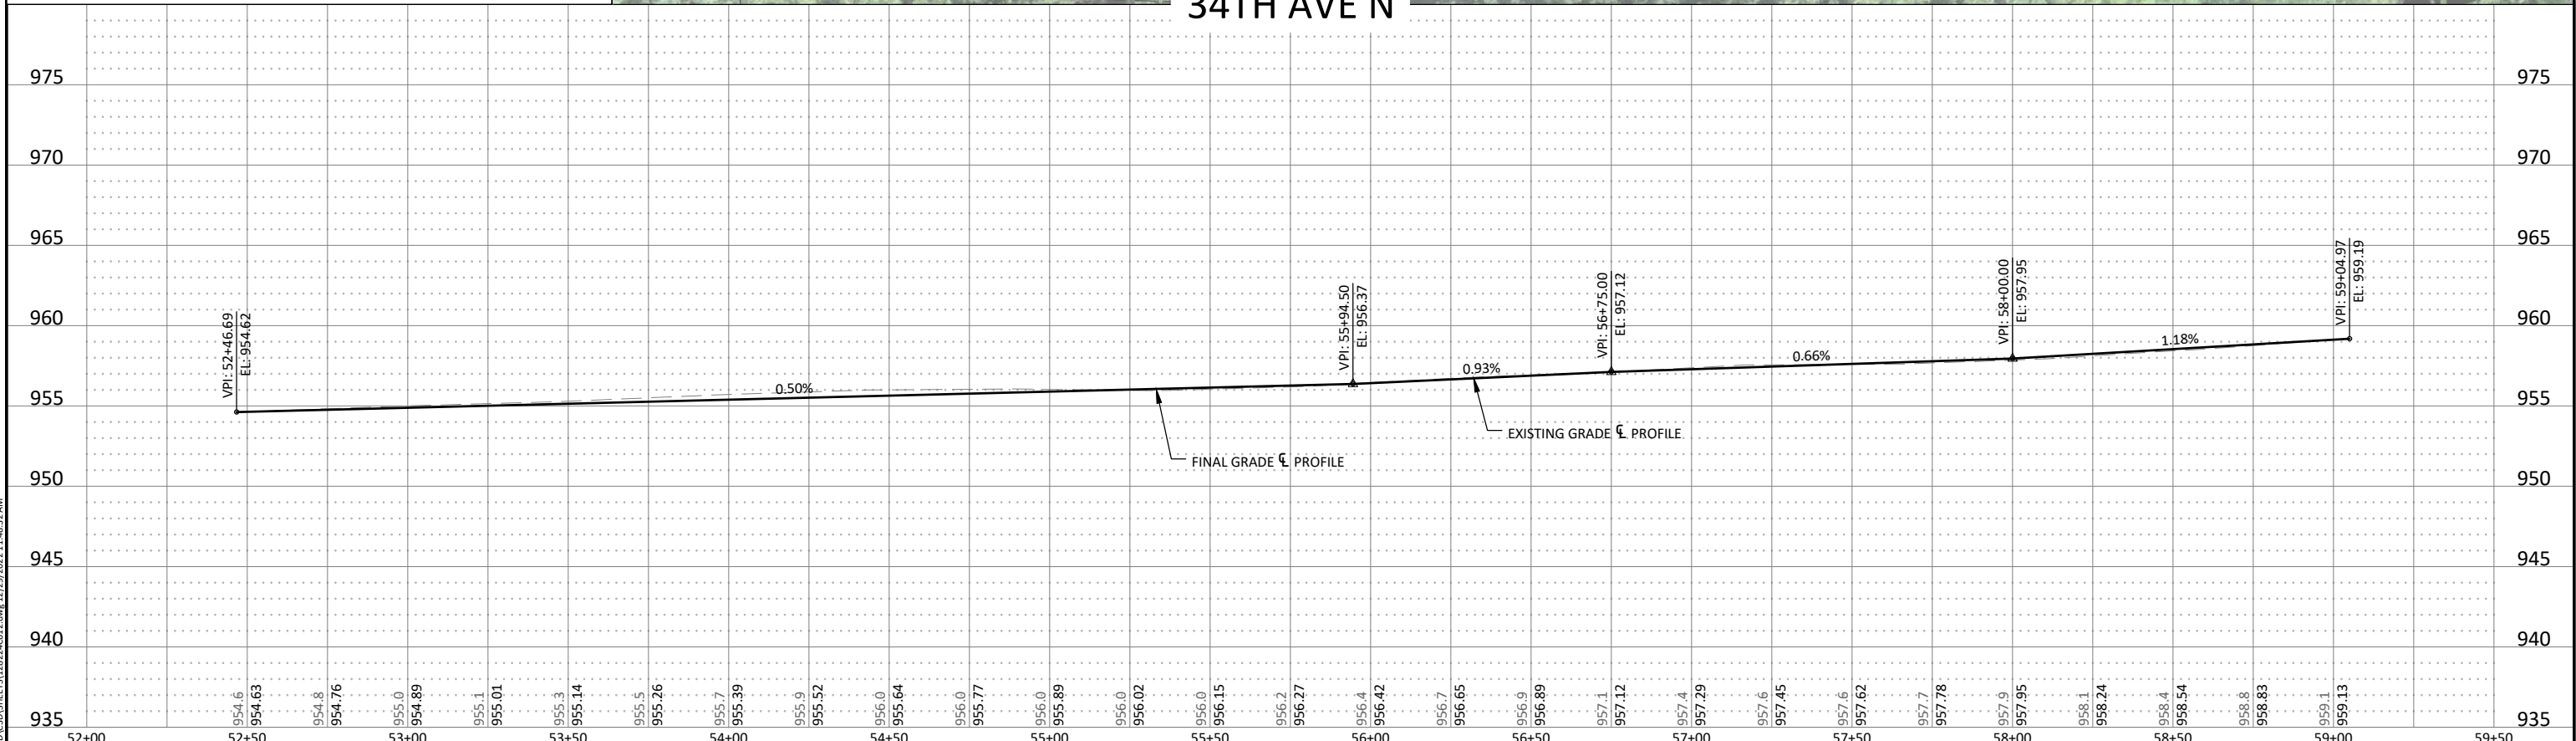 34TH AVE N
975 975
970 970
965 965
960 960
955 955
950 950
945 945
940 940
935 935
VPI: 52+46.69
EL: 954.62
0.50%
VPI: 55+94.50
EL: 956.37
0.93%
VPI: 56+75.00
EL: 957.12
0.66%
VPI: 58+00.00
EL: 957.95
1.18%
VPI: 59+04.97
EL: 959.19
FINAL GRADE ℄ PROFILE
EXISTING GRADE ℄ PROFILE
954.6 954.63
954.8 954.76
955.0 954.89
955.1 955.01
955.3 955.14
955.5 955.26
955.7 955.39
955.9 955.52
956.0 955.64
956.0 955.77
956.0 955.89
956.0 956.02
956.0 956.15
956.2 956.27
956.4 956.42
956.7 956.65
956.9 956.89
957.1 957.12
957.4 957.29
957.6 957.45
957.6 957.62
957.7 957.78
957.9 957.95
958.1 958.24
958.4 958.54
958.8 958.83
959.1 959.13
52+00 52+50 53+00 53+50 54+00 54+50 55+00 55+50 56+00 56+50 57+00 57+50 58+00 58+50 59+00 59+50